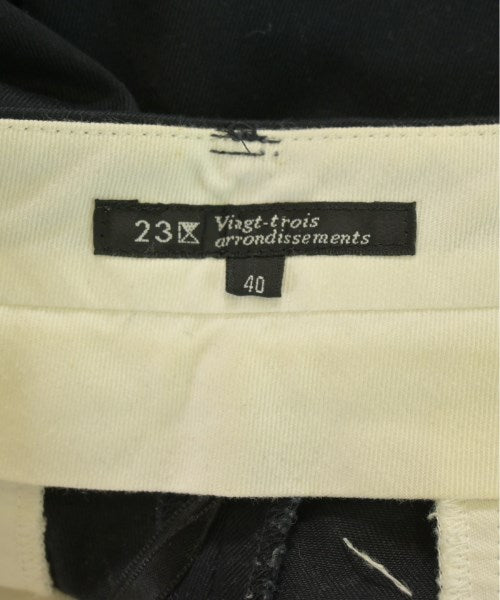 23区 Viagt-trois
arrondissements
40